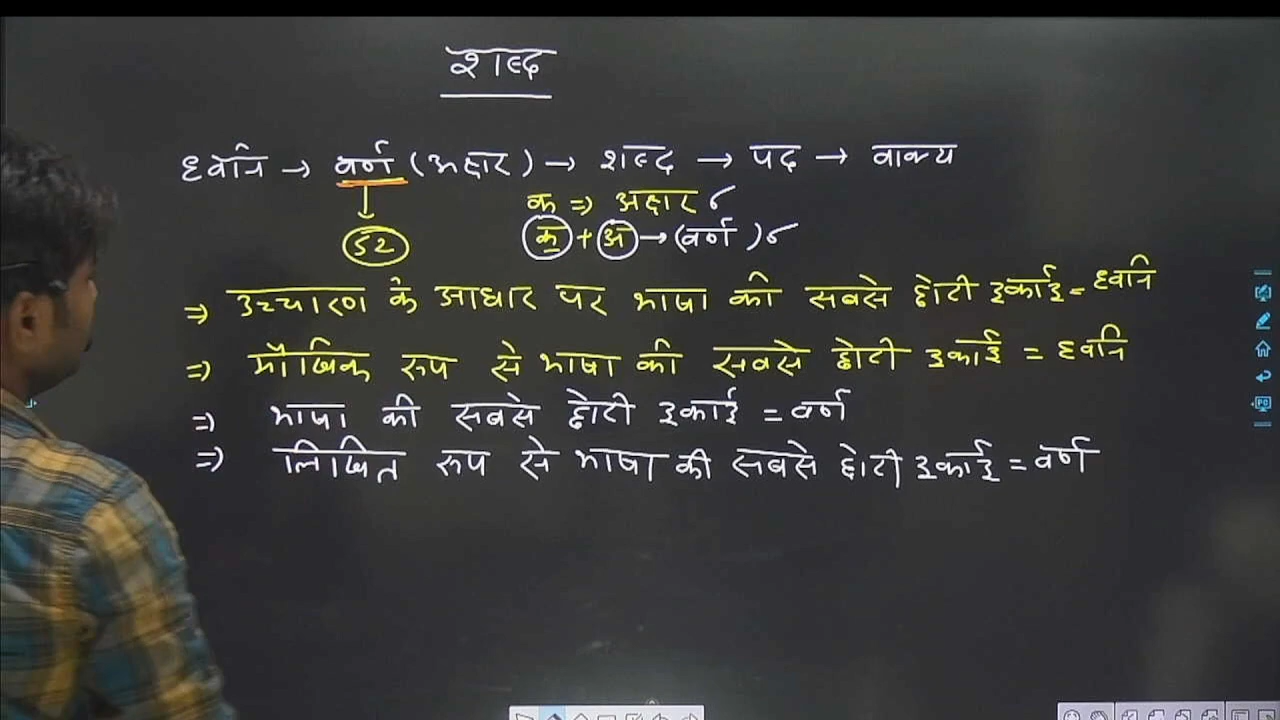 शब्द
ध्वनि → वर्ण (अक्षर) → शब्द → पद → वाक्य
क => अक्षर
52
क + अ → (वर्ण)
=> उच्चारण के आधार पर भाषा की सबसे छोटी इकाई = ध्वनि
=> मौखिक रूप से भाषा की सबसे छोटी इकाई = ध्वनि
=> भाषा की सबसे छोटी इकाई = वर्ण
=> लिखित रूप से भाषा की सबसे छोटी इकाई = वर्ण